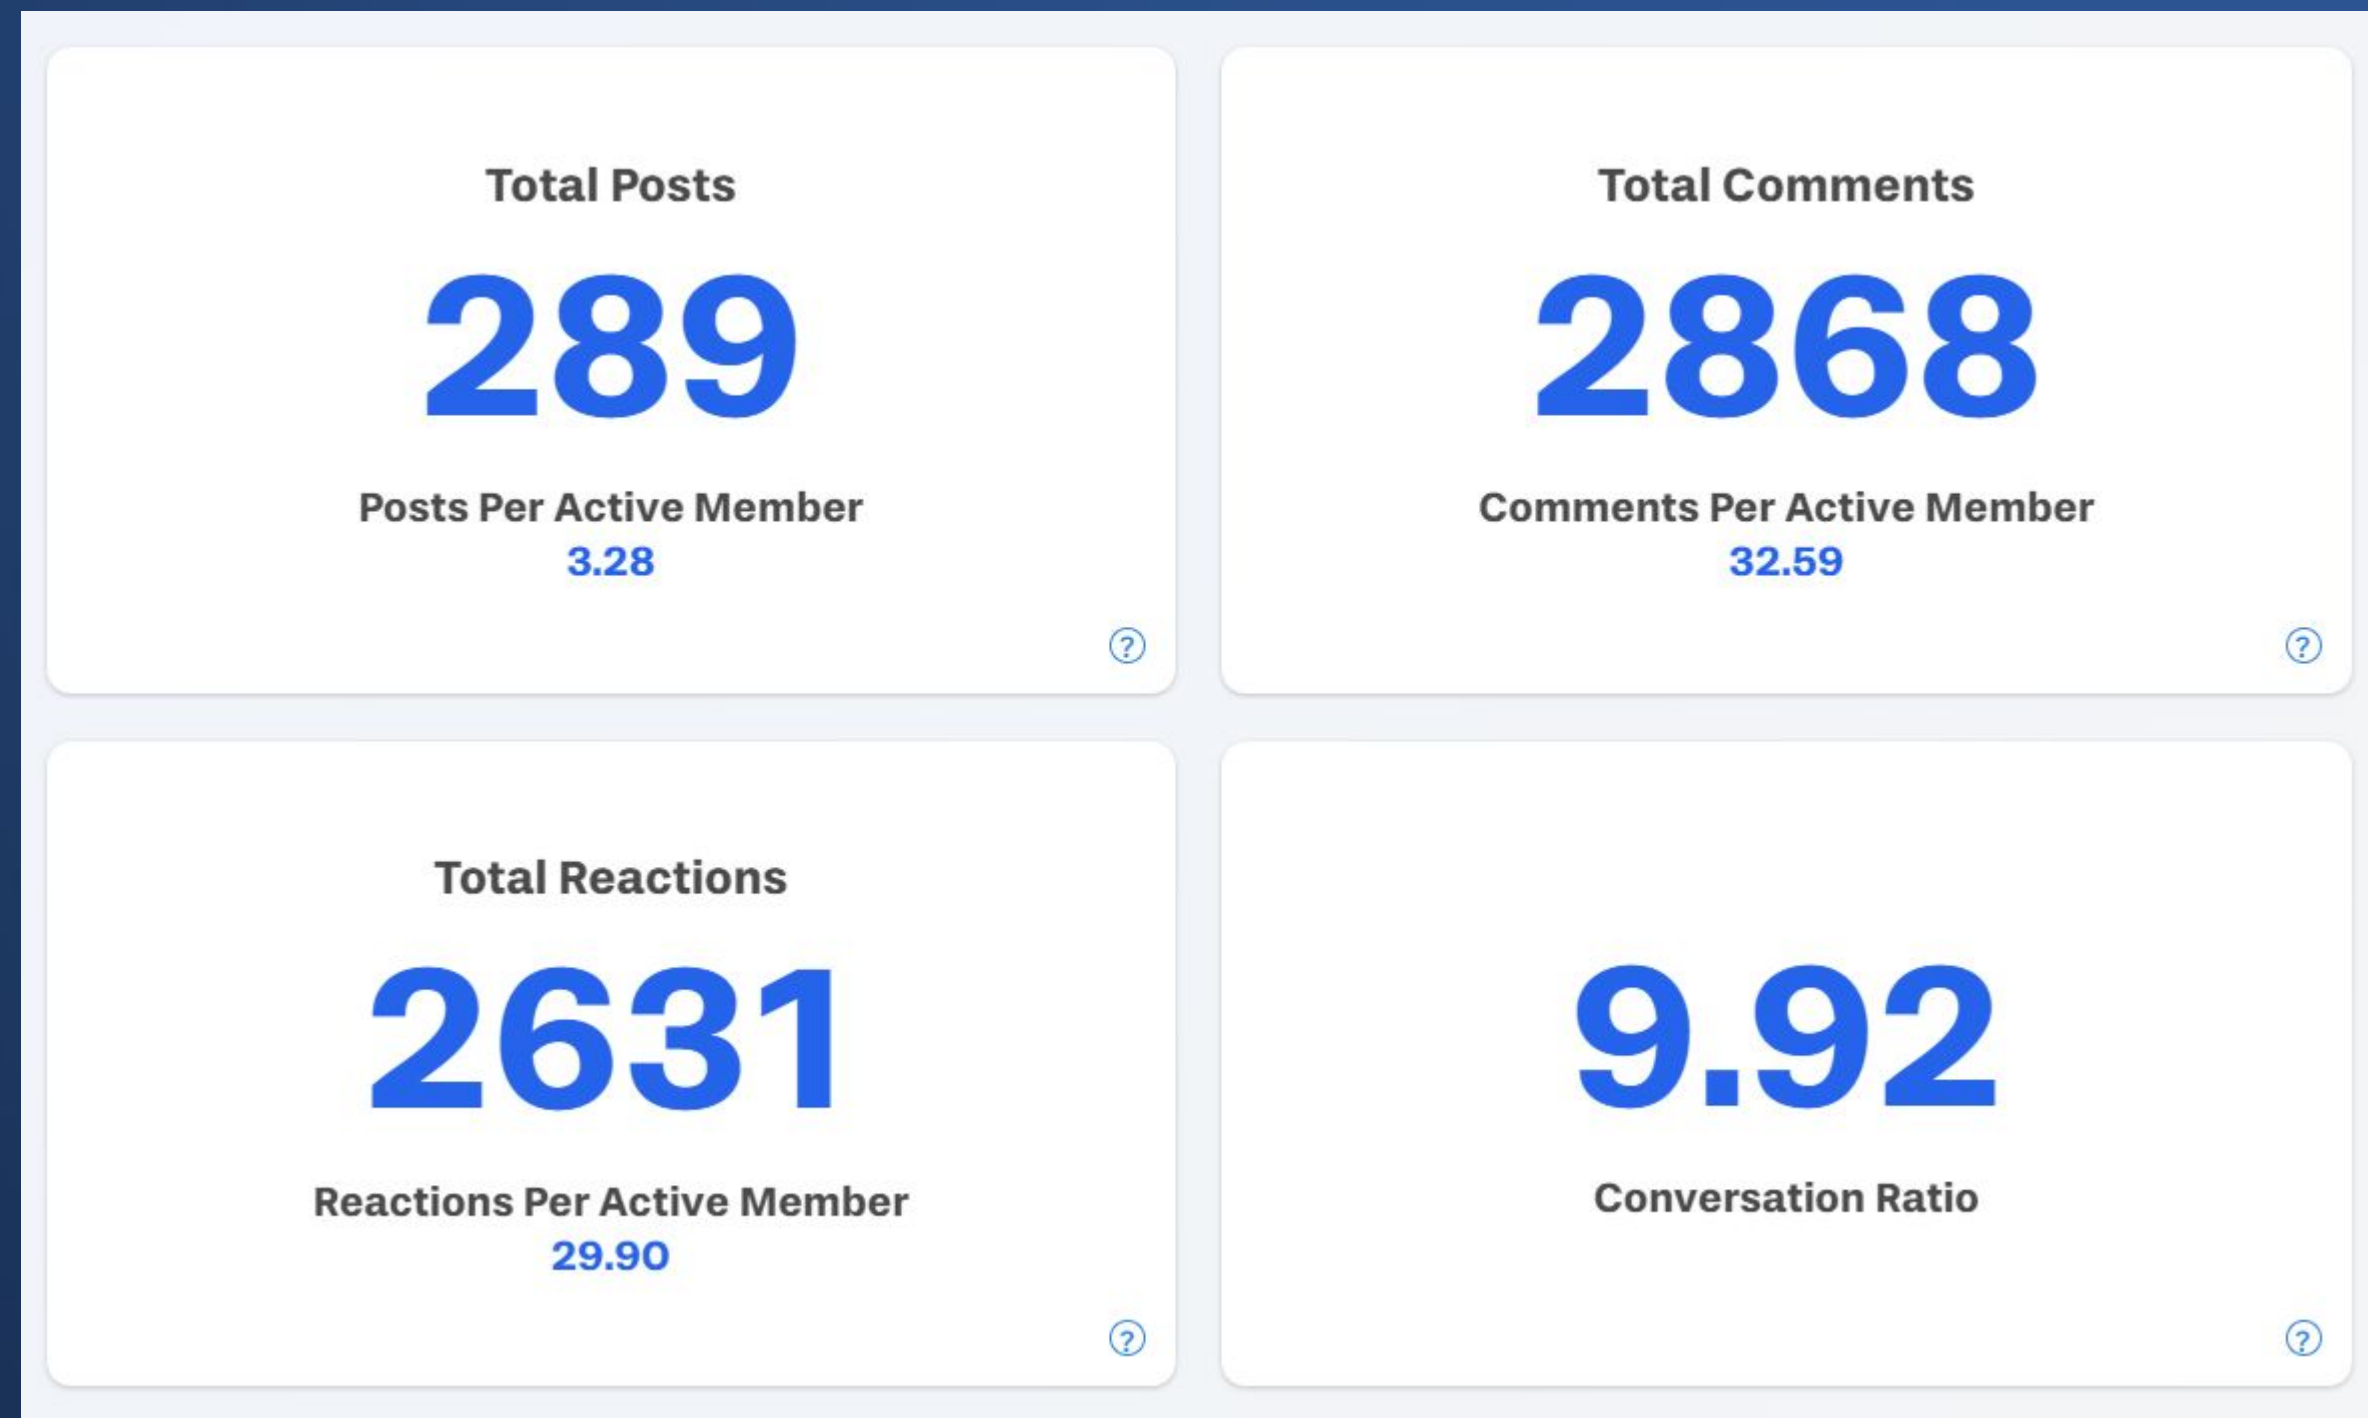 Total Posts
289
Posts Per Active Member
3.28
?
Total Comments
2868
Comments Per Active Member
32.59
?
Total Reactions
2631
Reactions Per Active Member
29.90
?
9.92
Conversation Ratio
?